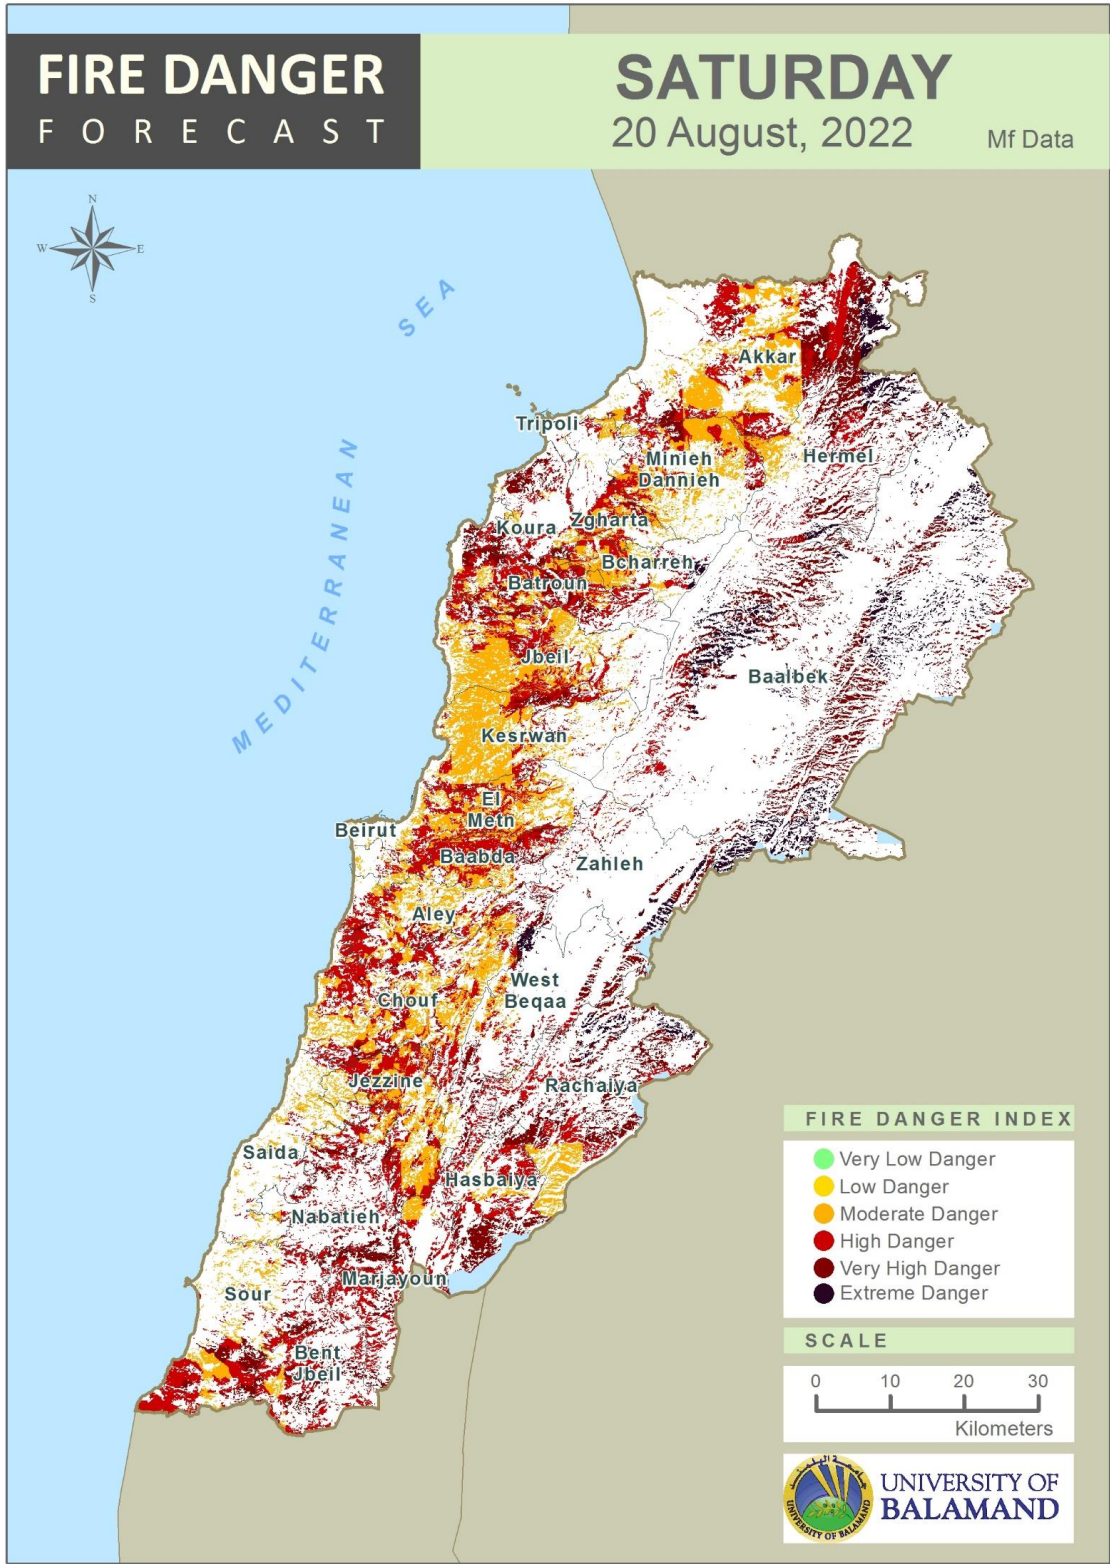 FIRE DANGER
FORECAST
SATURDAY
20 August, 2022
Mf Data
N
W
E
S
MEDITERRANEAN SEA
Akkar
Tripoli
Minieh
Dannieh
Hermel
Koura
Zgharta
Bcharreh
Batroun
Jbeil
Baalbek
Kesrwan
El
Metn
Beirut
Baabda
Zahleh
Aley
West
Beqaa
Chouf
Jezzine
Rachaiya
Saida
Hasbaiya
Nabatieh
Marjayoun
Sour
Bent
Jbeil
FIRE DANGER INDEX
Very Low Danger
Low Danger
Moderate Danger
High Danger
Very High Danger
Extreme Danger
SCALE
0 10 20 30
Kilometers
UNIVERSITY OF BALAMAND
UNIVERSITY OF
BALAMAND